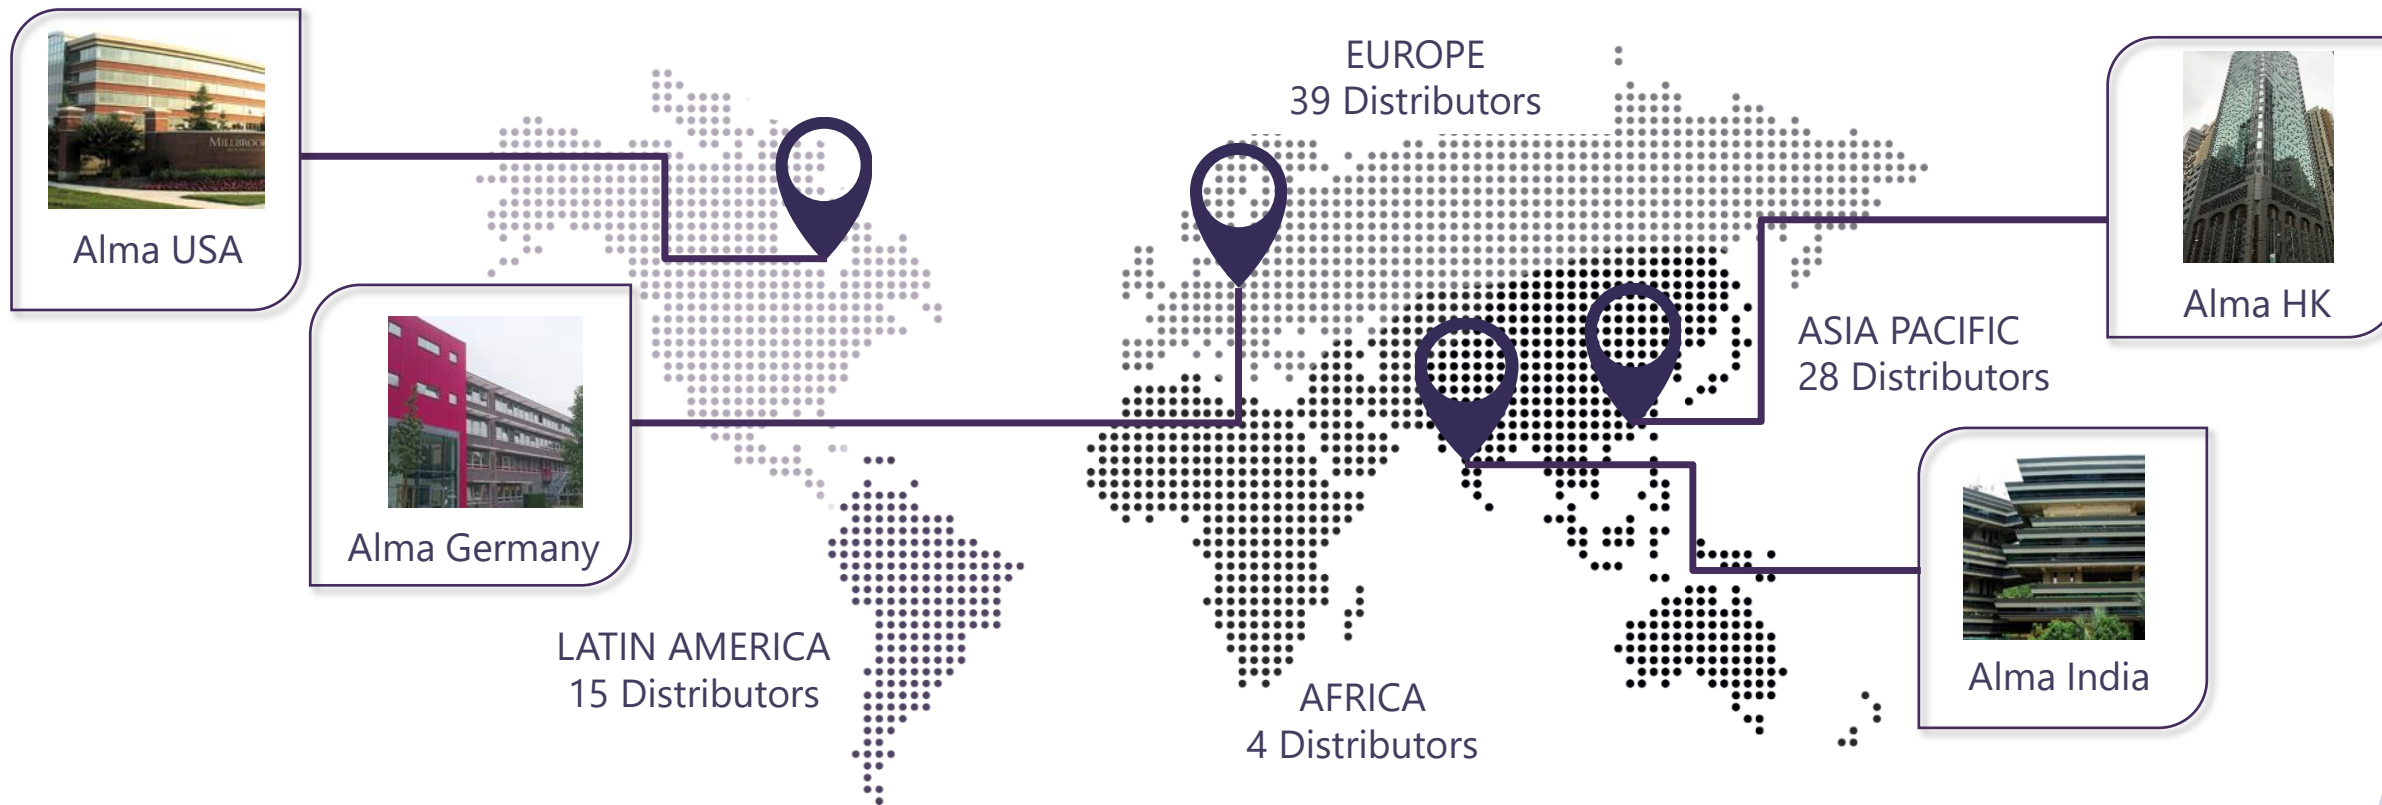 EUROPE
39 Distributors
MILLBROOK
Alma USA
Alma HK
ASIA PACIFIC
28 Distributors
Alma Germany
LATIN AMERICA
15 Distributors
AFRICA
4 Distributors
Alma India